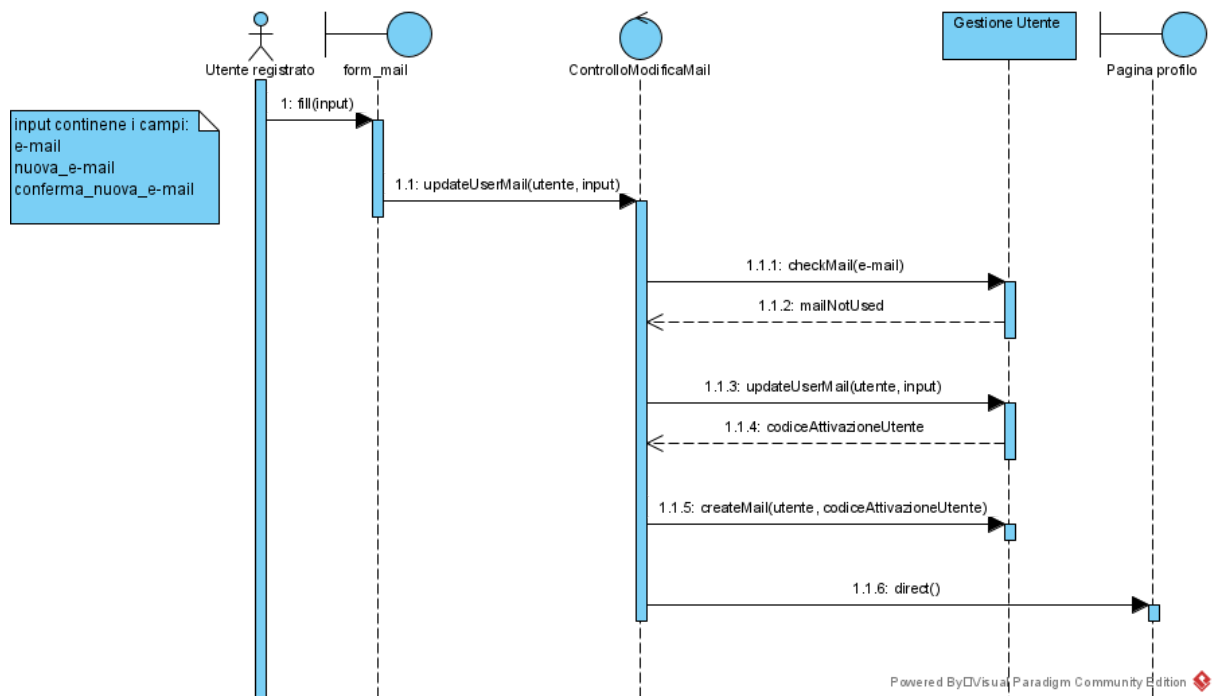 Gestione Utente
Utente registrato
form_mail
ControlloModificaMail
Pagina profilo
1: fill(input)
input continene i campi:
e-mail
nuova_e-mail
conferma_nuova_e-mail
1.1: updateUserMail(utente, input)
1.1.1: checkMail(e-mail)
1.1.2: mailNotUsed
1.1.3: updateUserMail(utente, input)
1.1.4: codiceAttivazioneUtente
1.1.5: createMail(utente, codiceAttivazioneUtente)
1.1.6: direct()
Powered By□Visual Paradigm Community Edition